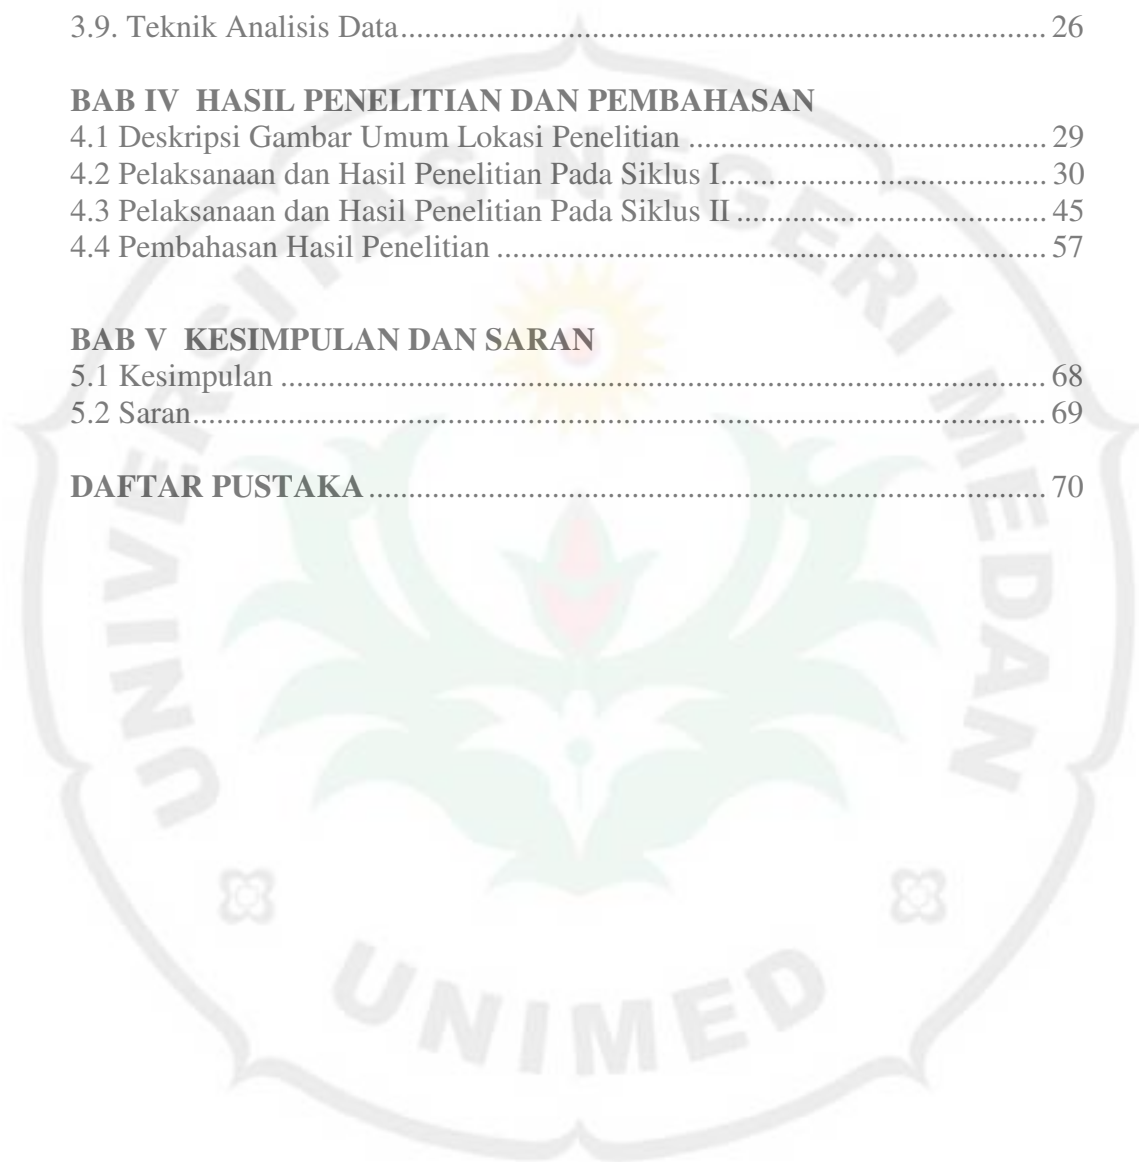 3.9. Teknik Analisis Data........................................................................ 26
BAB IV HASIL PENELITIAN DAN PEMBAHASAN
4.1 Deskripsi Gambar Umum Lokasi Penelitian ........................................ 29
4.2 Pelaksanaan dan Hasil Penelitian Pada Siklus I.................................... 30
4.3 Pelaksanaan dan Hasil Penelitian Pada Siklus II .................................. 45
4.4 Pembahasan Hasil Penelitian ............................................................. 57
BAB V KESIMPULAN DAN SARAN
5.1 Kesimpulan ..................................................................................... 68
5.2 Saran............................................................................................... 69
DAFTAR PUSTAKA ........................................................................... 70
UNIVERSITAS NEGERI MEDAN
UNIMED